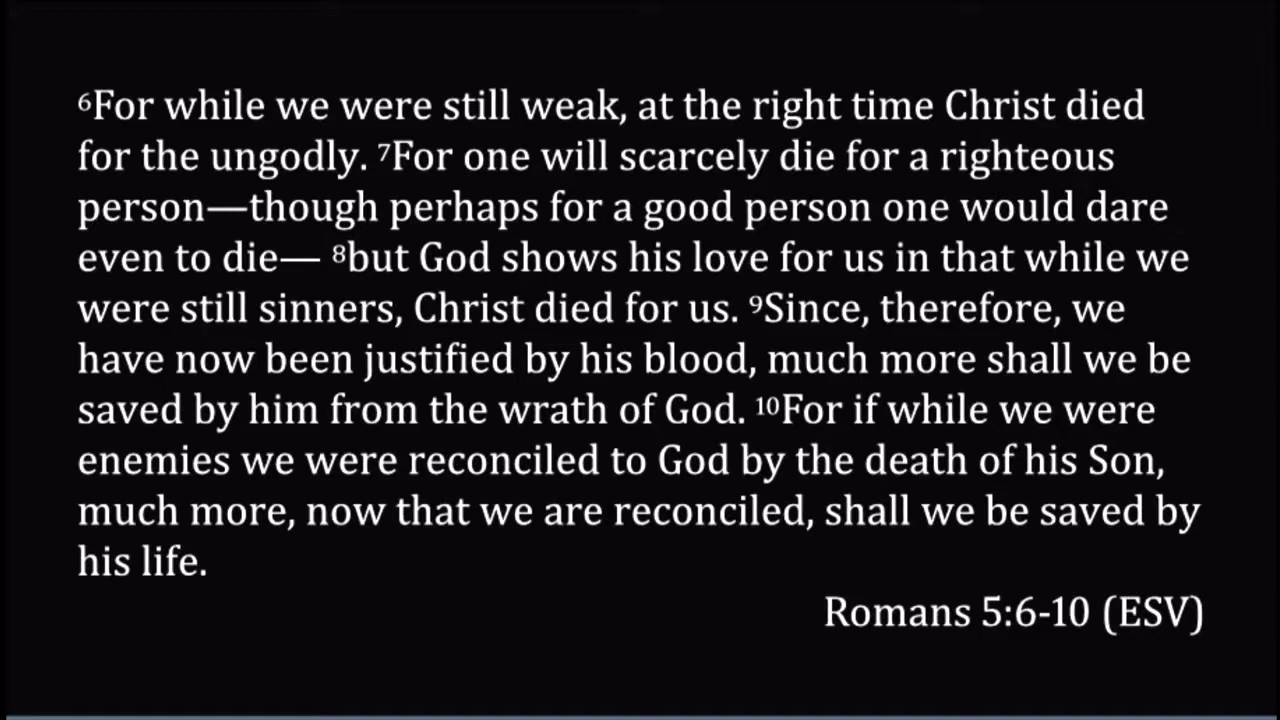 ⁶For while we were still weak, at the right time Christ died
for the ungodly. ⁷For one will scarcely die for a righteous
person—though perhaps for a good person one would dare
even to die— ⁸but God shows his love for us in that while we
were still sinners, Christ died for us. ⁹Since, therefore, we
have now been justified by his blood, much more shall we be
saved by him from the wrath of God. ¹⁰For if while we were
enemies we were reconciled to God by the death of his Son,
much more, now that we are reconciled, shall we be saved by
his life.
Romans 5:6-10 (ESV)